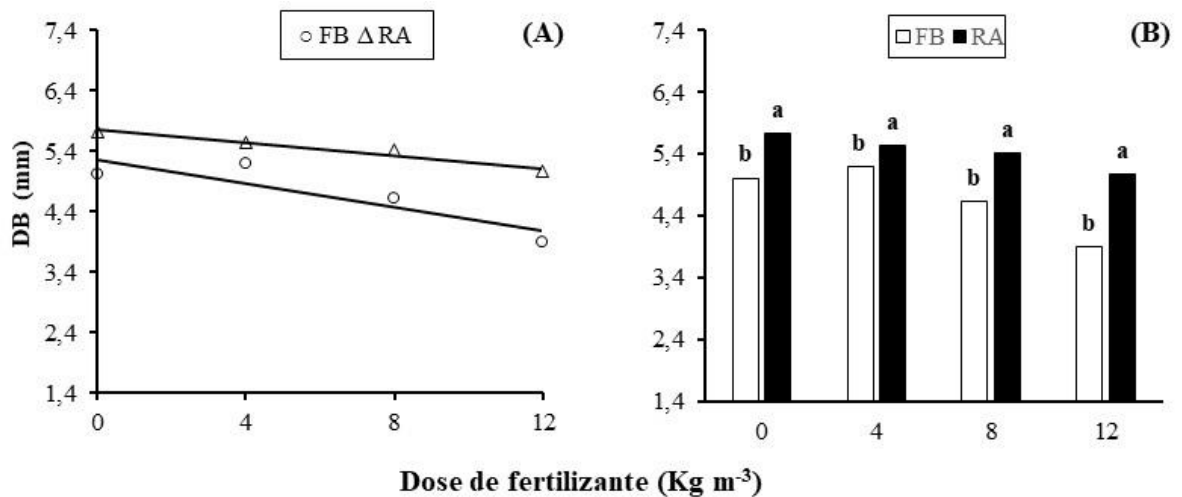 FB Δ RA
(A)
7,4
6,4
5,4
4,4
3,4
2,4
1,4
DB (mm)
0 4 8 12
FB RA
(B)
7,4
6,4
5,4
4,4
3,4
2,4
1,4
b a b a b a b a
0 4 8 12
Dose de fertilizante (Kg m⁻³)